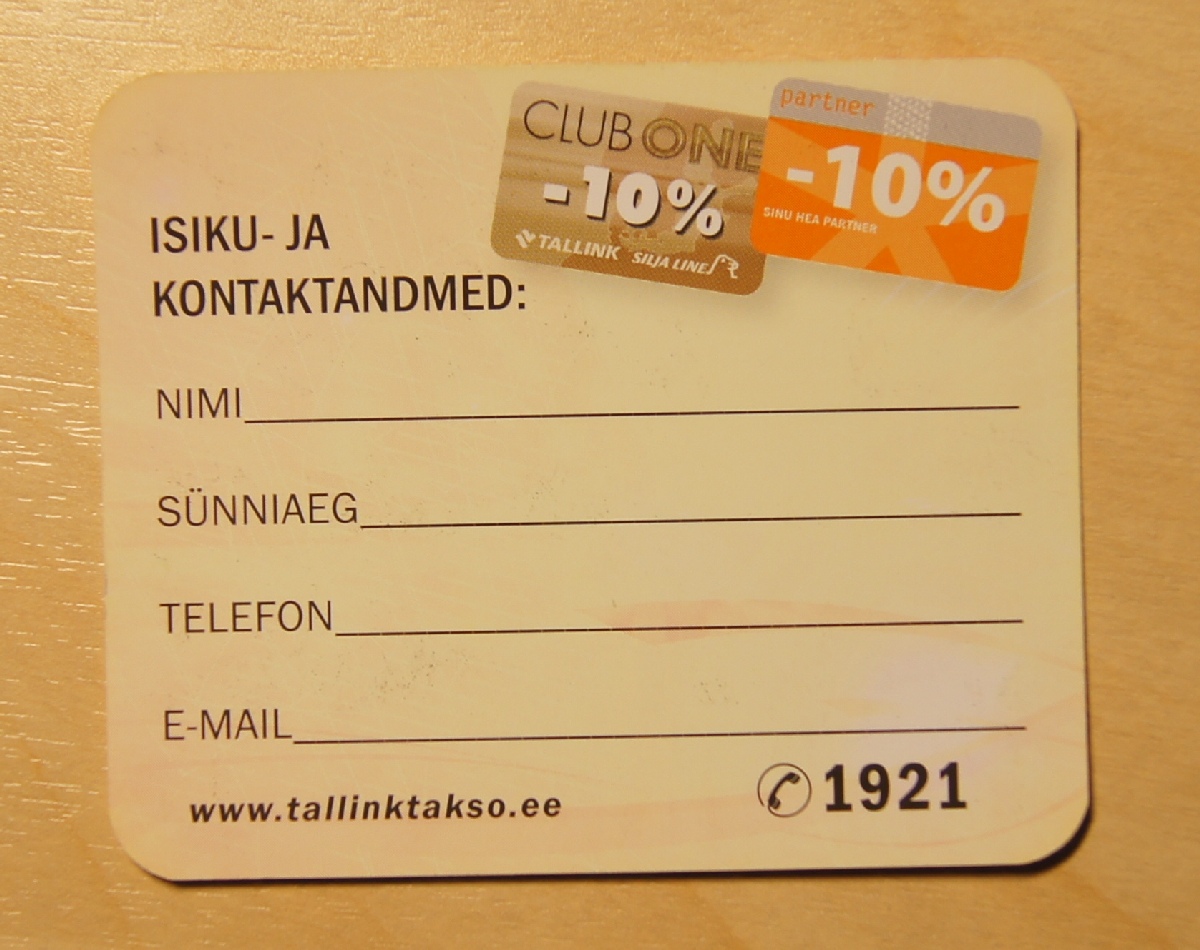 CLUB ONE
-10%
TALLINK SILJA LINE
partner
-10%
SINU HEA PARTNER
ISIKU- JA
KONTAKTANDMED:
NIMI
SÜNNIAEG
TELEFON
E-MAIL
www.tallinktakso.ee
1921